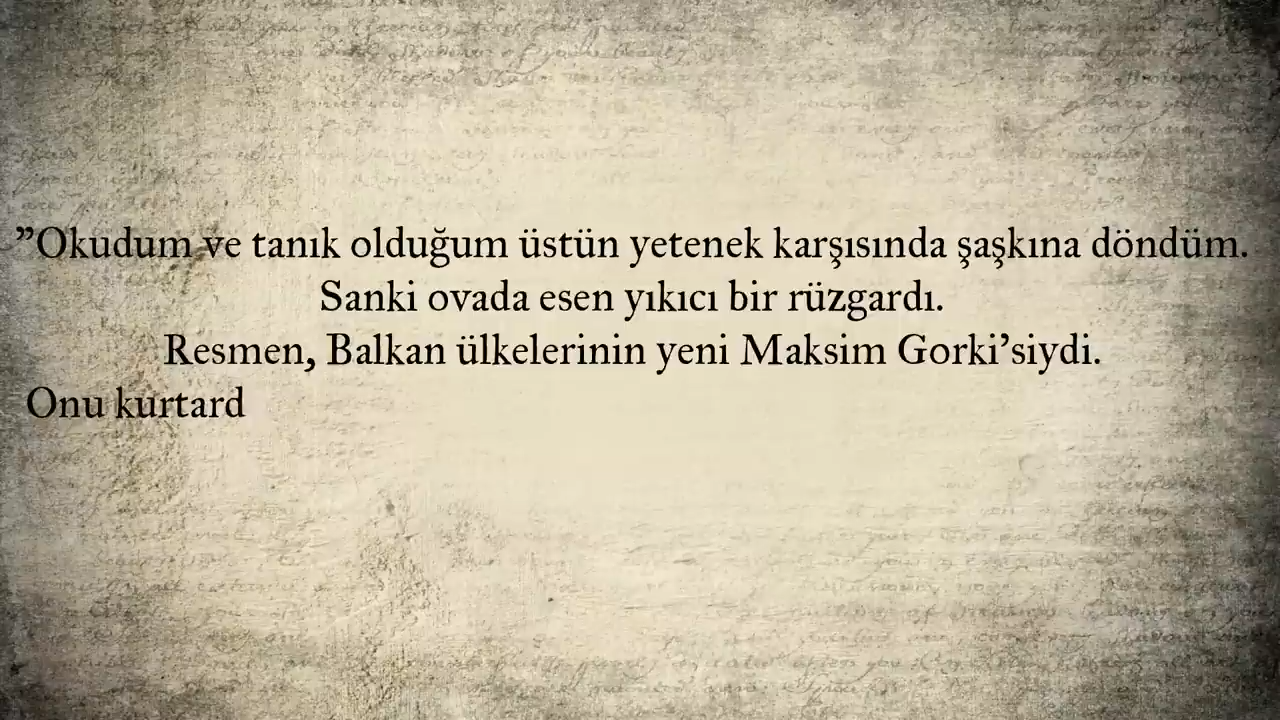 ”Okudum ve tanık olduğum üstün yetenek karşısında şaşkına döndüm.
Sanki ovada esen yıkıcı bir rüzgardı.
Resmen, Balkan ülkelerinin yeni Maksim Gorki’siydi.
Onu kurtard